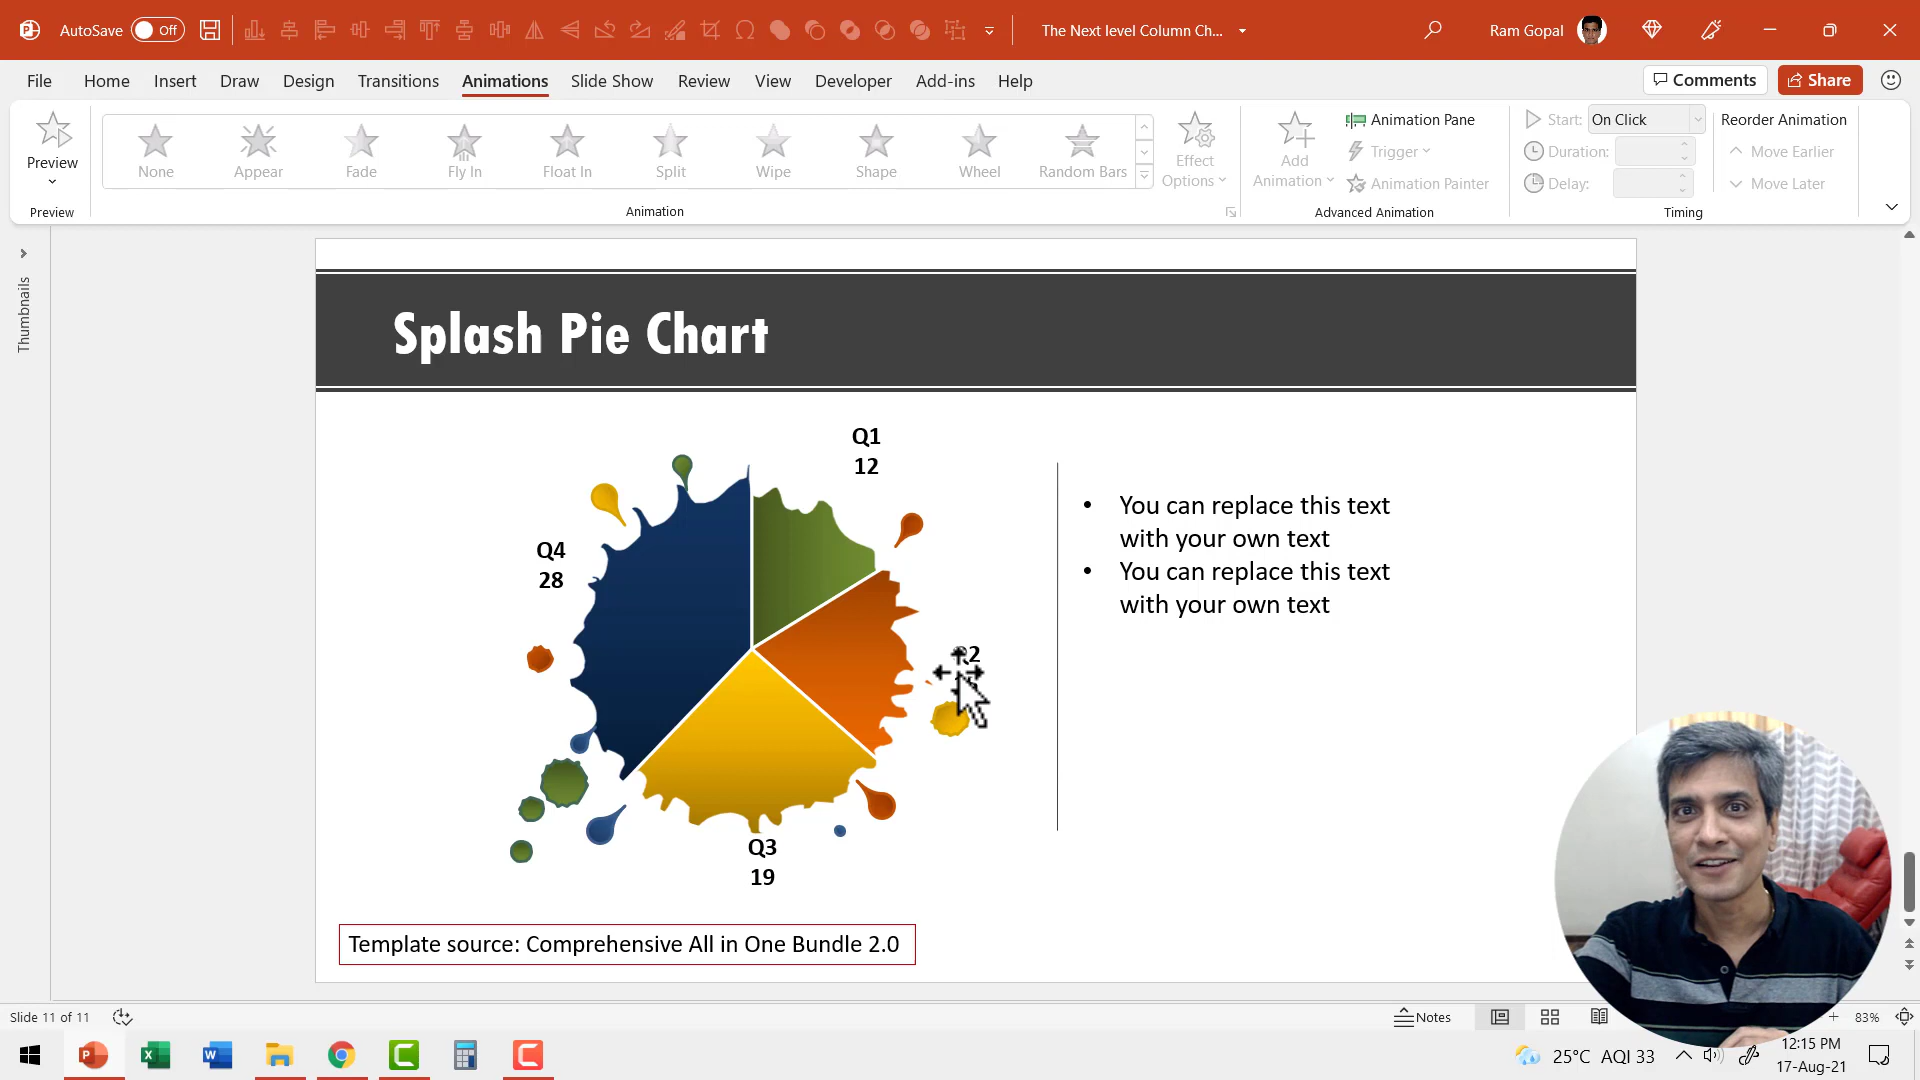 AutoSave Off
The Next level Column Ch...
Ram Gopal
File Home Insert Draw Design Transitions Animations Slide Show Review View Developer Add-ins Help
Comments Share
Preview
None Appear Fade Fly In Float In Split Wipe Shape Wheel Random Bars
Effect
Options
Add
Animation
Animation Pane
Trigger
Animation Painter
Start: On Click
Duration:
Delay:
Reorder Animation
Move Earlier
Move Later
Preview
Animation
Advanced Animation
Timing
Thumbnails
Splash Pie Chart
Q1
12
Q4
28
Q3
19
You can replace this text
with your own text
You can replace this text
with your own text
Template source: Comprehensive All in One Bundle 2.0
Slide 11 of 11
Notes
83%
25°C AQI 33
12:15 PM
17-Aug-21